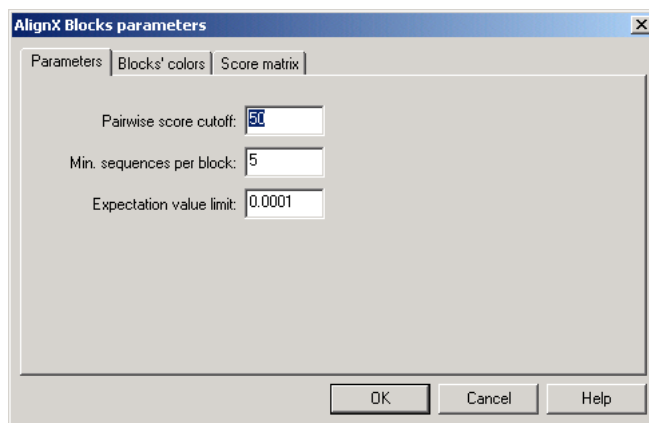 AlignX Blocks parameters
Parameters Blocks' colors Score matrix
Pairwise score cutoff: 50
Min. sequences per block: 5
Expectation value limit: 0.0001
OK Cancel Help